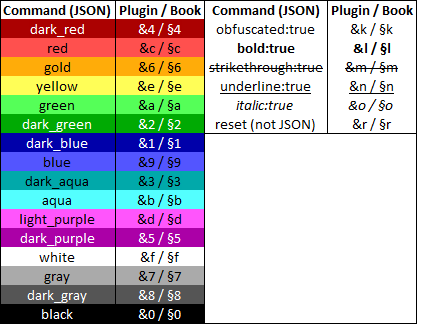 Command (JSON) Plugin / Book Command (JSON) Plugin / Book
dark_red &4 / §4 obfuscated:true &k / §k
red &c / §c bold:true &l / §l
gold &6 / §6 strikethrough:true &m / §m
yellow &e / §e underline:true &n / §n
green &a / §a italic:true &o / §o
dark_green &2 / §2 reset (not JSON) &r / §r
dark_blue &1 / §1
blue &9 / §9
dark_aqua &3 / §3
aqua &b / §b
light_purple &d / §d
dark_purple &5 / §5
white &f / §f
gray &7 / §7
dark_gray &8 / §8
black &0 / §0